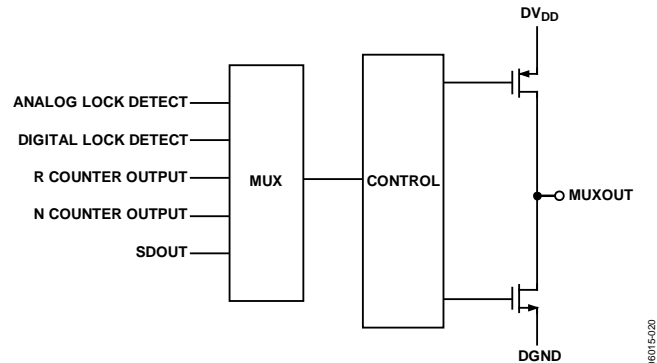 DVDD
ANALOG LOCK DETECT
DIGITAL LOCK DETECT
R COUNTER OUTPUT
MUX
CONTROL
N COUNTER OUTPUT
MUXOUT
SDOUT
DGND
06015-020